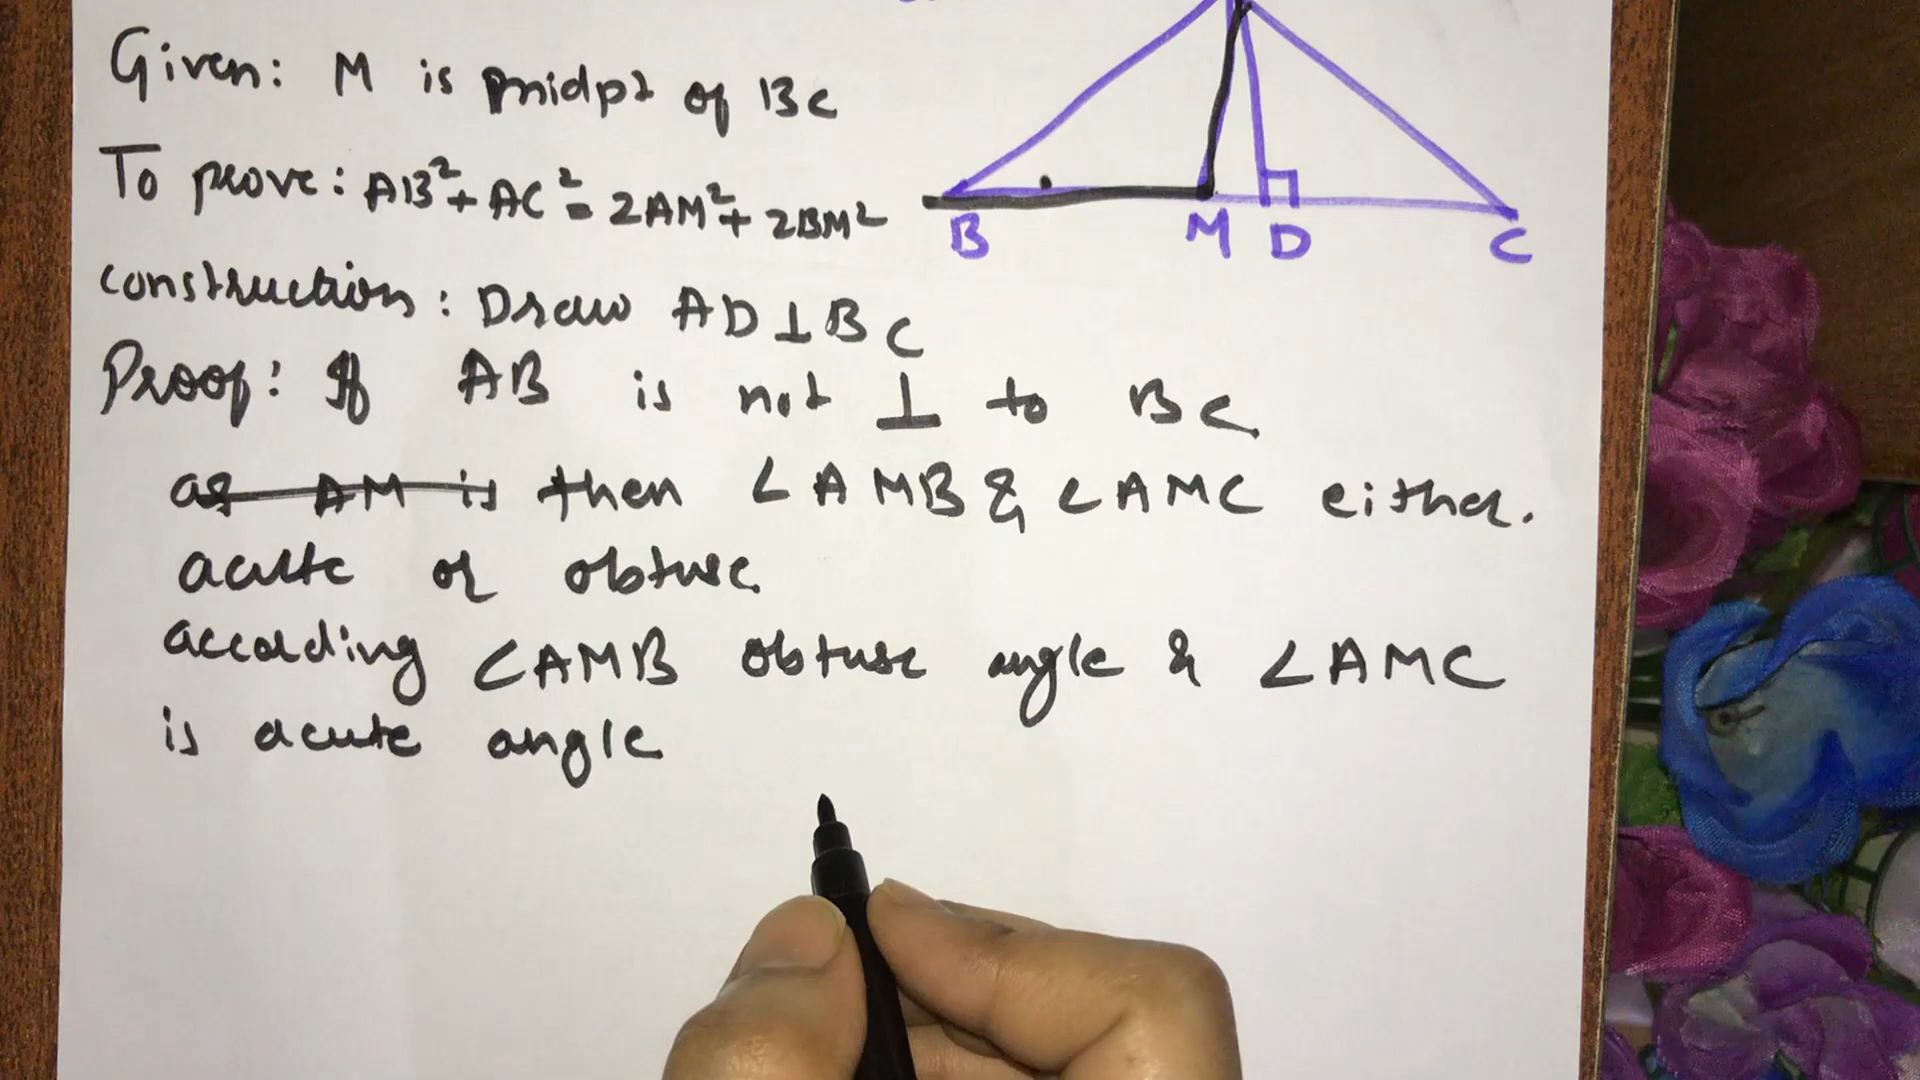 Given: M is midpt of BC
To prove: AB²+ AC² = 2AM²+ 2BM²
construction: Draw AD⊥BC
Proof: If AB is not ⊥ to BC
as AM is then ∠AMB & ∠AMC either.
acute or obtuse
according ∠AMB obtuse angle & ∠AMC
is acute angle
B M D C